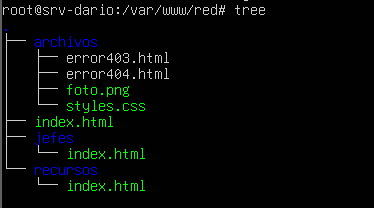 root@srv-dario:/var/www/red# tree
.
├── archivos
│   ├── error403.html
│   ├── error404.html
│   ├── foto.png
│   └── styles.css
├── index.html
├── jefes
│   └── index.html
└── recursos
    └── index.html